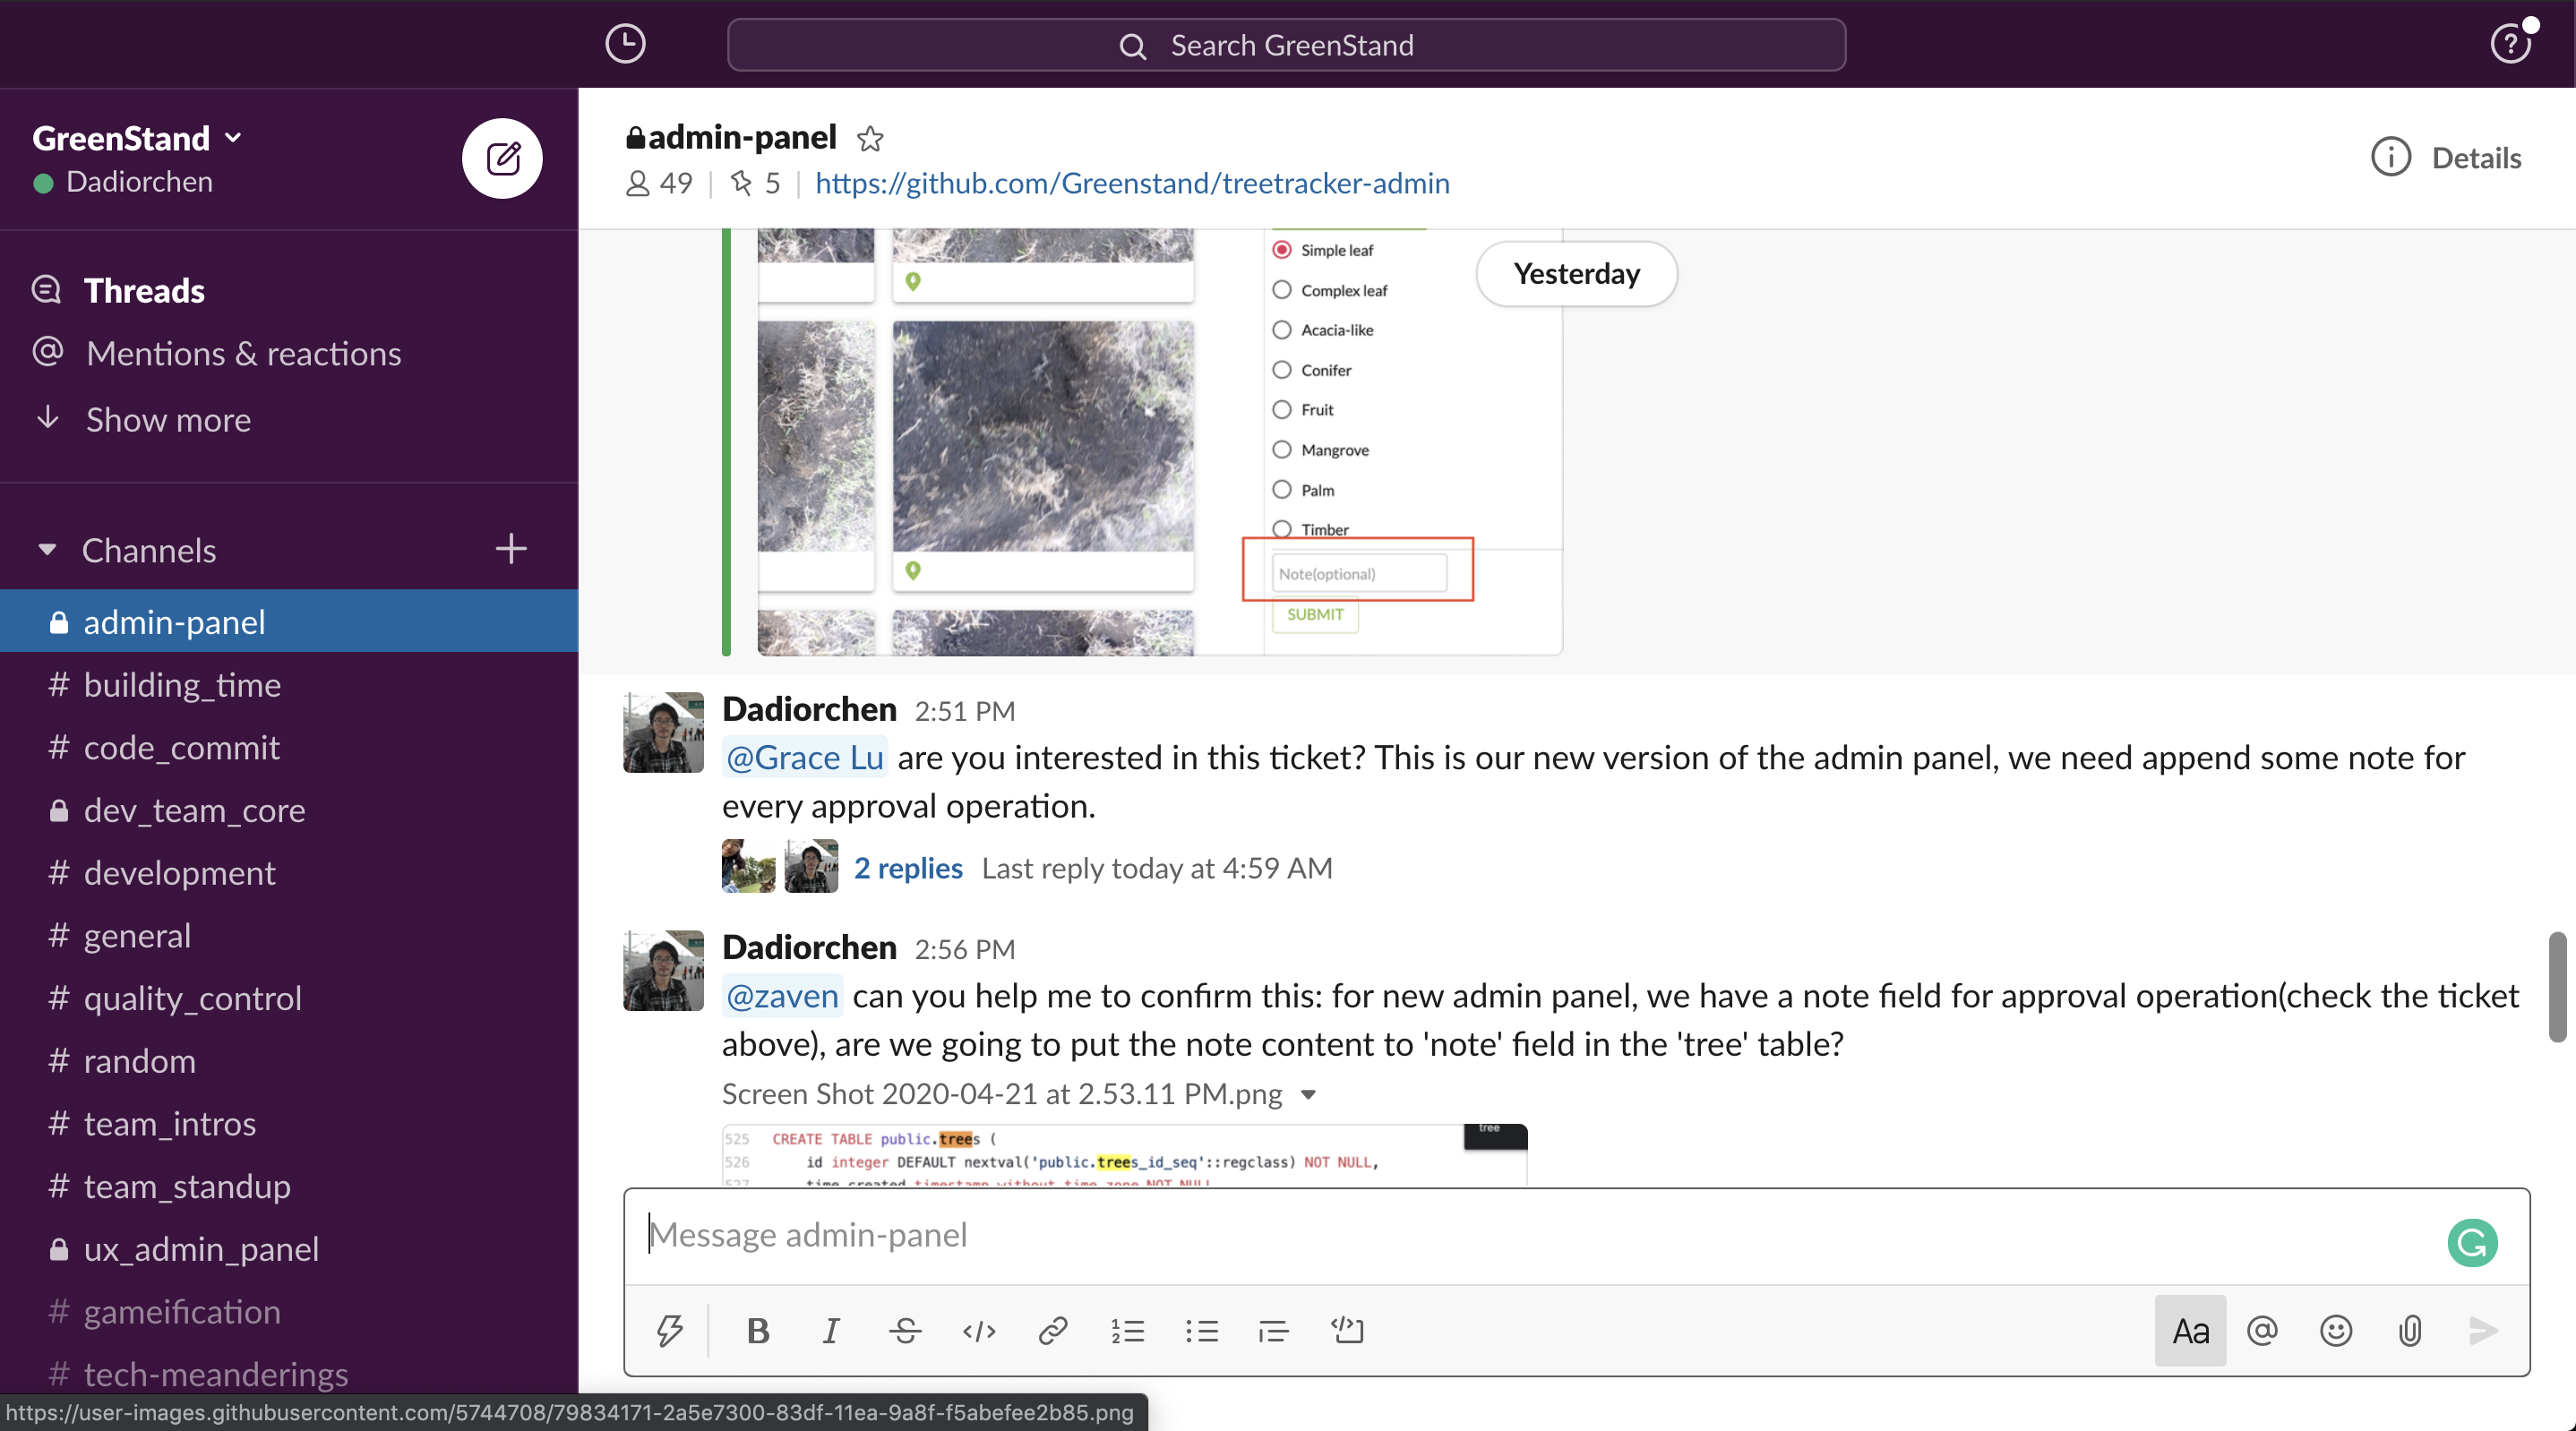 Search GreenStand
GreenStand
Dadiorchen
Threads
Mentions & reactions
Show more
Channels
admin-panel
# building_time
# code_commit
dev_team_core
# development
# general
# quality_control
# random
# team_intros
# team_standup
ux_admin_panel
# gameification
# tech-meanderings
admin-panel
49 | 5 | https://github.com/Greenstand/treetracker-admin
Details
Yesterday
Simple leaf
Complex leaf
Acacia-like
Conifer
Fruit
Mangrove
Palm
Timber
Note(optional)
SUBMIT
Dadiorchen 2:51 PM
@Grace Lu are you interested in this ticket? This is our new version of the admin panel, we need append some note for
every approval operation.
2 replies Last reply today at 4:59 AM
Dadiorchen 2:56 PM
@zaven can you help me to confirm this: for new admin panel, we have a note field for approval operation(check the ticket
above), are we going to put the note content to 'note' field in the 'tree' table?
Screen Shot 2020-04-21 at 2.53.11 PM.png
tree
525 CREATE TABLE public.trees (
526 id integer DEFAULT nextval('public.trees_id_seq'::regclass) NOT NULL,
527 time_created timestamp without time zone NOT NULL
Message admin-panel
B I S </> Aa @
https://user-images.githubusercontent.com/5744708/79834171-2a5e7300-83df-11ea-9a8f-f5abefee2b85.png